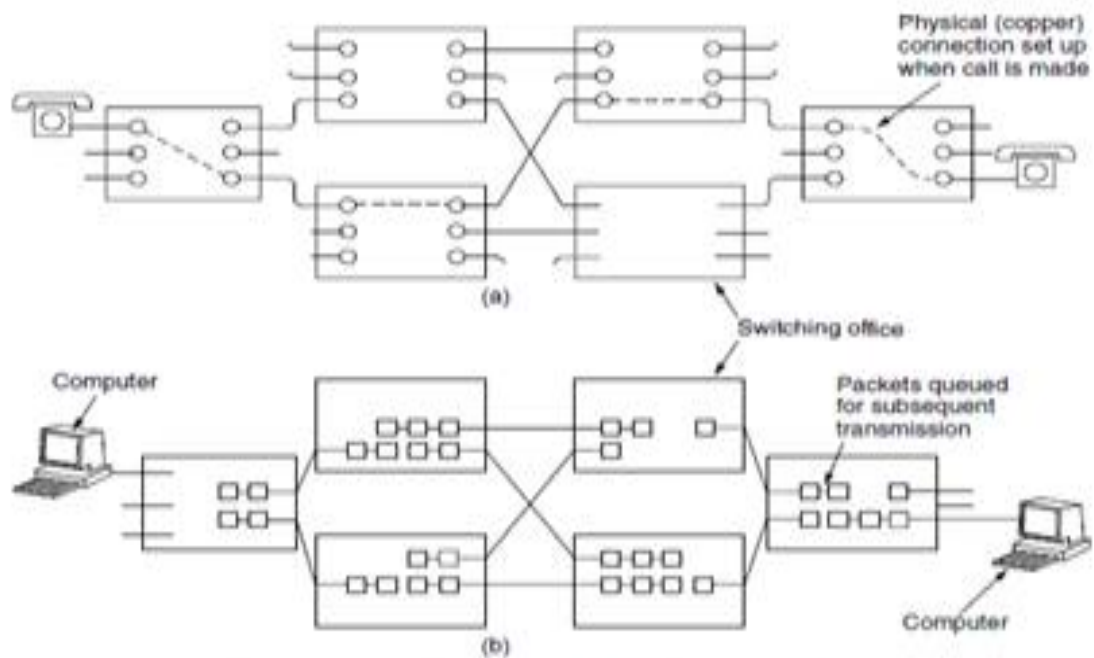 Physical (copper)
connection set up
when call is made
(a)
Switching office
Computer
Packets queued
for subsequent
transmission
Computer
(b)